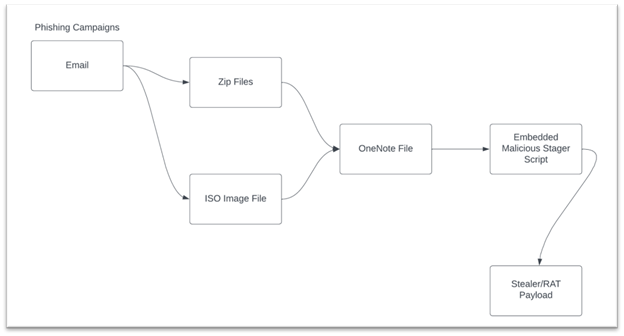 Phishing Campaigns
Email
Zip Files
ISO Image File
OneNote File
Embedded
Malicious Stager
Script
Stealer/RAT
Payload